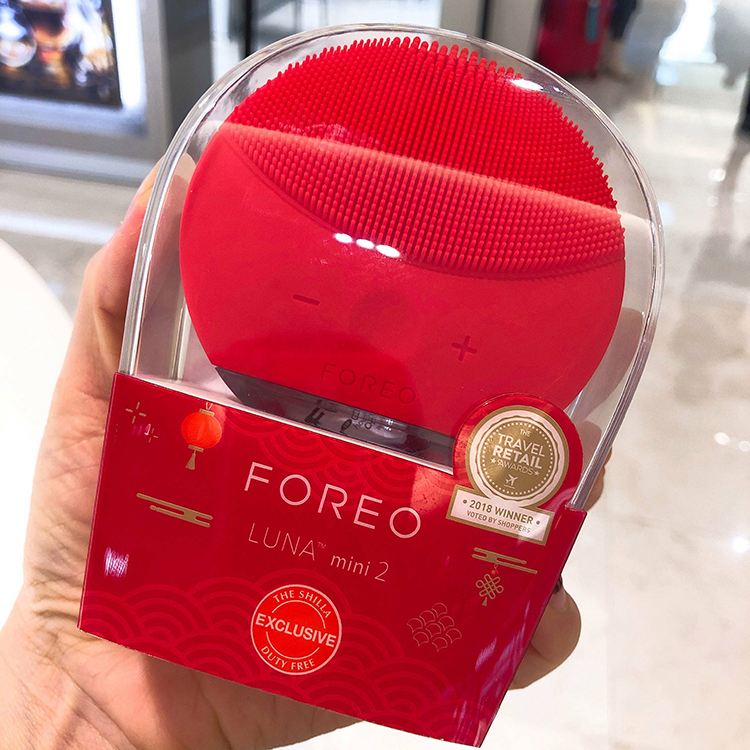 FOREO
FOREO
LUNA™ mini 2
THE
TRAVEL
RETAIL
AWARDS
2018 WINNER
VOTED BY SHOPPERS
THE SHILLA
EXCLUSIVE
DUTY FREE